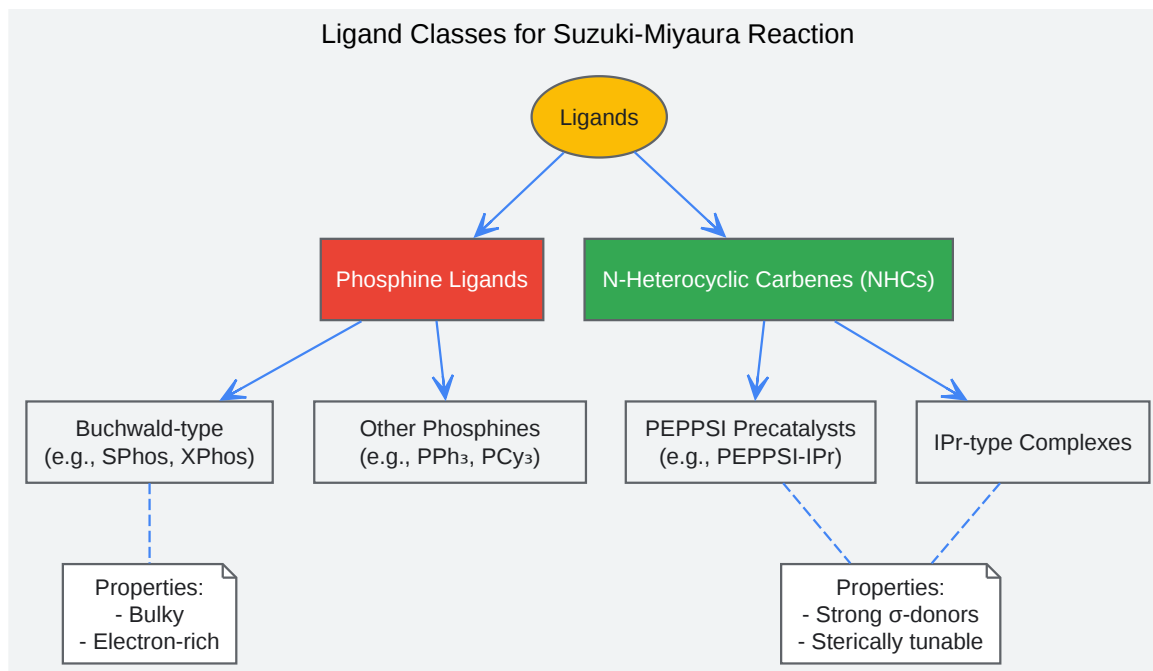 Ligand Classes for Suzuki-Miyaura Reaction
Ligands
Phosphine Ligands
N-Heterocyclic Carbenes (NHCs)
Buchwald-type
(e.g., SPhos, XPhos)
Other Phosphines
(e.g., PPh₃, PCy₃)
PEPPSI Precatalysts
(e.g., PEPPSI-IPr)
IPr-type Complexes
Properties:
- Bulky
- Electron-rich
Properties:
- Strong σ-donors
- Sterically tunable